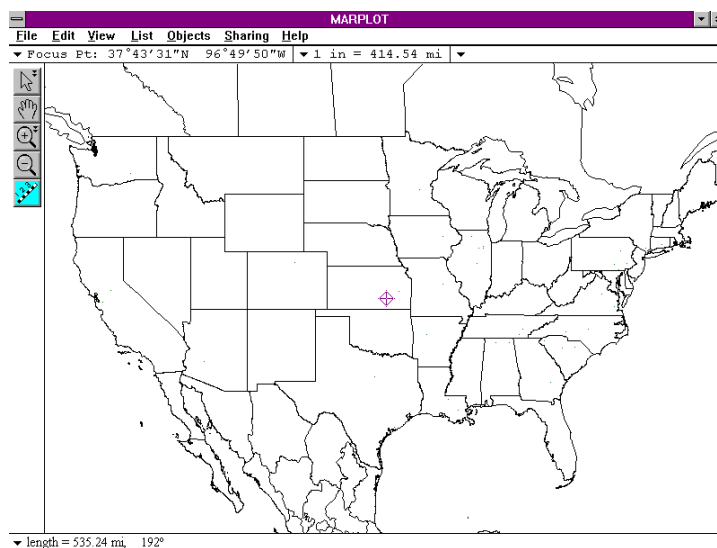 MARPLOT
File Edit View List Objects Sharing Help
Focus Pt: 37°43'31"N 96°49'50"W 1 in = 414.54 mi
length = 535.24 mi, 192°